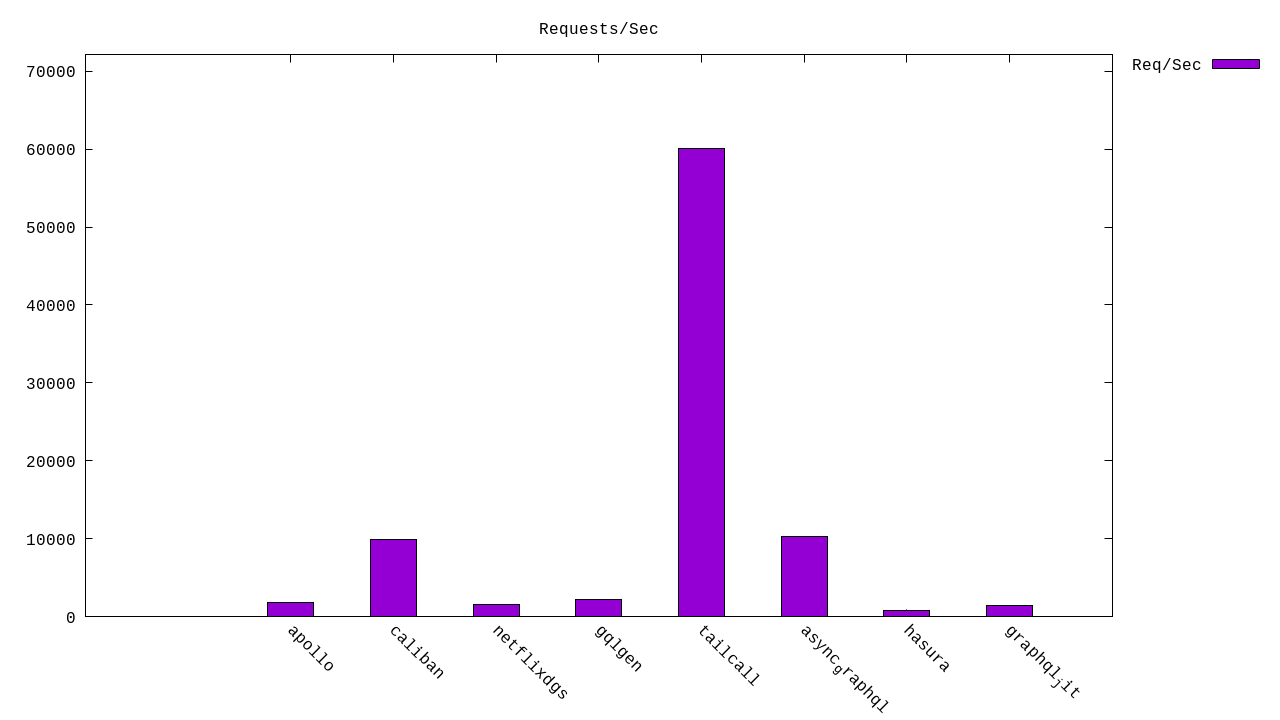 Requests/Sec
Req/Sec
70000
60000
50000
40000
30000
20000
10000
0
apollo
caliban
netflixdgs
gqlgen
tailcall
asyncgraphql
hasura
graphqljit